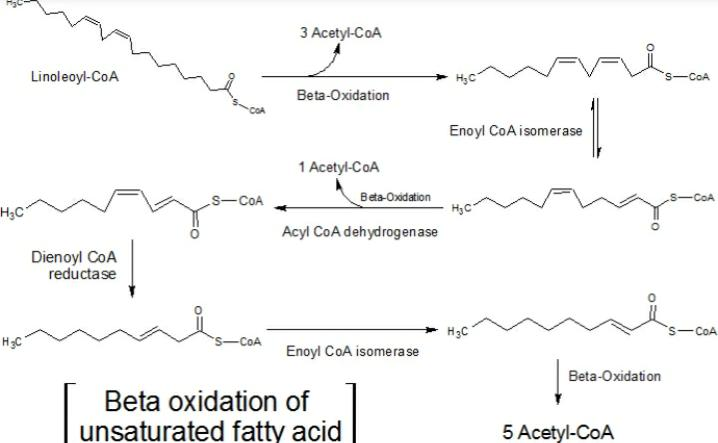 H₃C
3 Acetyl-CoA
Linoleoyl-CoA
O
S
CoA
Beta-Oxidation
H₃C
O
S—CoA
Enoyl CoA isomerase
1 Acetyl-CoA
Beta-Oxidation
H₃C
S—CoA
O
Acyl CoA dehydrogenase
H₃C
S—CoA
O
Dienoyl CoA
reductase
H₃C
O
S—CoA
Enoyl CoA isomerase
H₃C
O
S—CoA
Beta-Oxidation
Beta oxidation of
unsaturated fatty acid
5 Acetyl-CoA